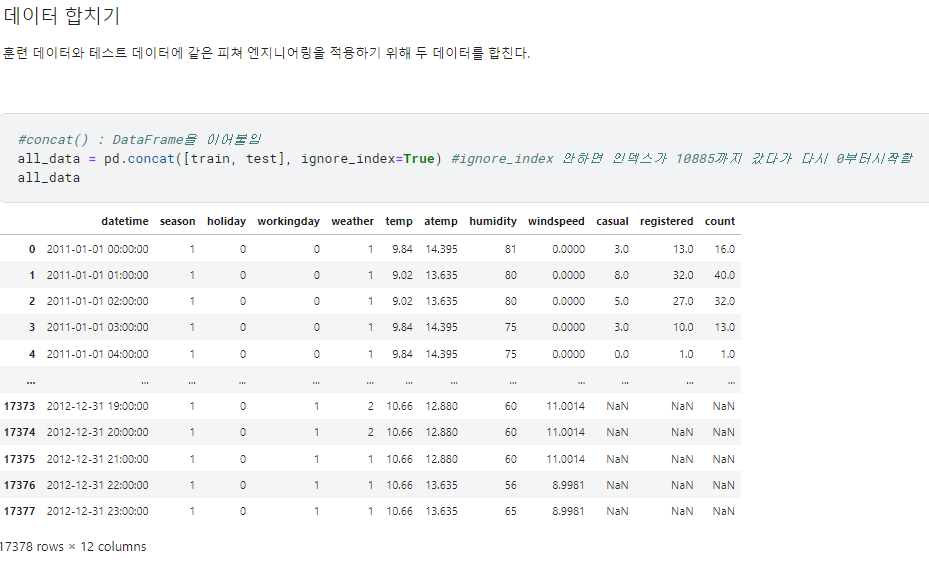 데이터 합치기
훈련 데이터와 테스트 데이터에 같은 피쳐 엔지니어링을 적용하기 위해 두 데이터를 합친다.
#concat() : DataFrame을 이어붙임
all_data = pd.concat([train, test], ignore_index=True) #ignore_index 안하면 인덱스가 10885까지 갔다가 다시 0부터시작함
all_data
datetime season holiday workingday weather temp atemp humidity windspeed casual registered count
0 2011-01-01 00:00:00 1 0 0 1 9.84 14.395 81 0.0000 3.0 13.0 16.0
1 2011-01-01 01:00:00 1 0 0 1 9.02 13.635 80 0.0000 8.0 32.0 40.0
2 2011-01-01 02:00:00 1 0 0 1 9.02 13.635 80 0.0000 5.0 27.0 32.0
3 2011-01-01 03:00:00 1 0 0 1 9.84 14.395 75 0.0000 3.0 10.0 13.0
4 2011-01-01 04:00:00 1 0 0 1 9.84 14.395 75 0.0000 0.0 1.0 1.0
... ... ... ... ... ... ... ... ... ... ... ... ...
17373 2012-12-31 19:00:00 1 0 1 2 10.66 12.880 60 11.0014 NaN NaN NaN
17374 2012-12-31 20:00:00 1 0 1 2 10.66 12.880 60 11.0014 NaN NaN NaN
17375 2012-12-31 21:00:00 1 0 1 1 10.66 12.880 60 11.0014 NaN NaN NaN
17376 2012-12-31 22:00:00 1 0 1 1 10.66 13.635 56 8.9981 NaN NaN NaN
17377 2012-12-31 23:00:00 1 0 1 1 10.66 13.635 65 8.9981 NaN NaN NaN
17378 rows × 12 columns